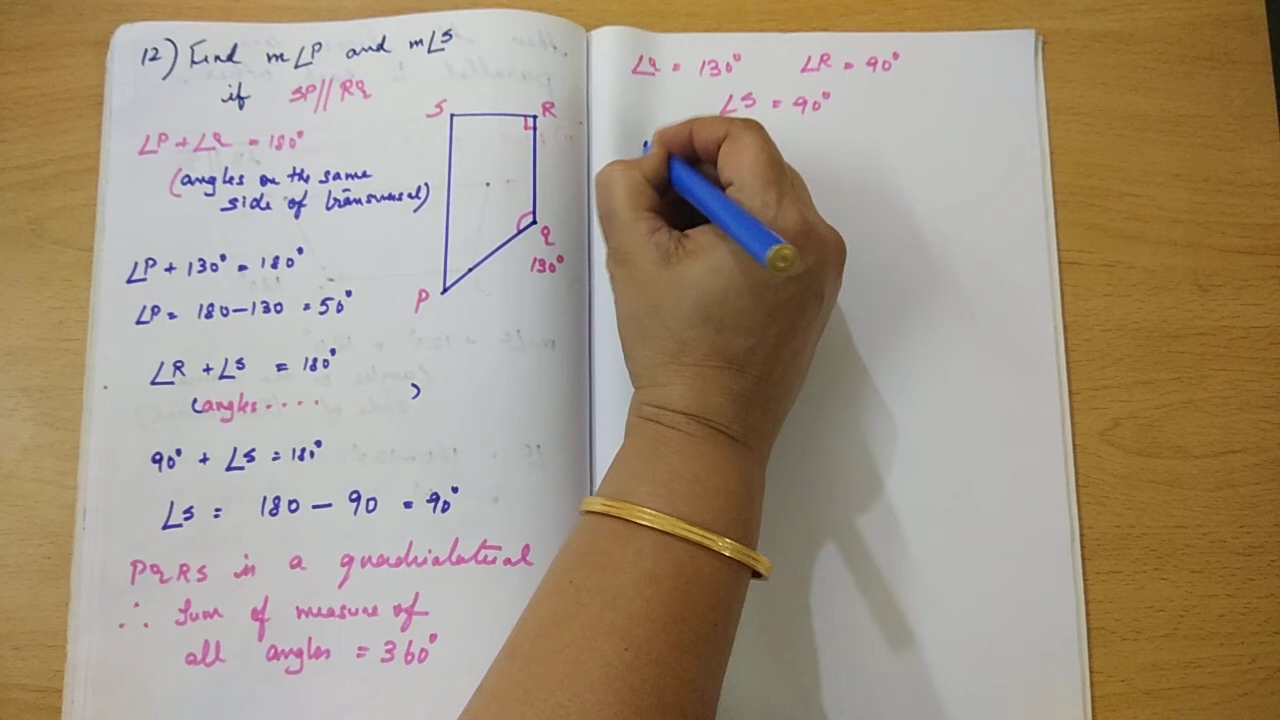 12) Find m∠P and m∠S
if SP//RQ
S R
∠P + ∠Q = 180°
(angles on the same
side of transversal)
Q
130°
P
∠P + 130° = 180°
∠P = 180 – 130 = 50°
∠R + ∠S = 180°
(angles . . . . )
90° + ∠S = 180°
∠S = 180 – 90 = 90°
PQRS is a quadrialateral
∴ Sum of measure of
all angles = 360°
∠Q = 130° ∠R = 90°
∠S = 90°